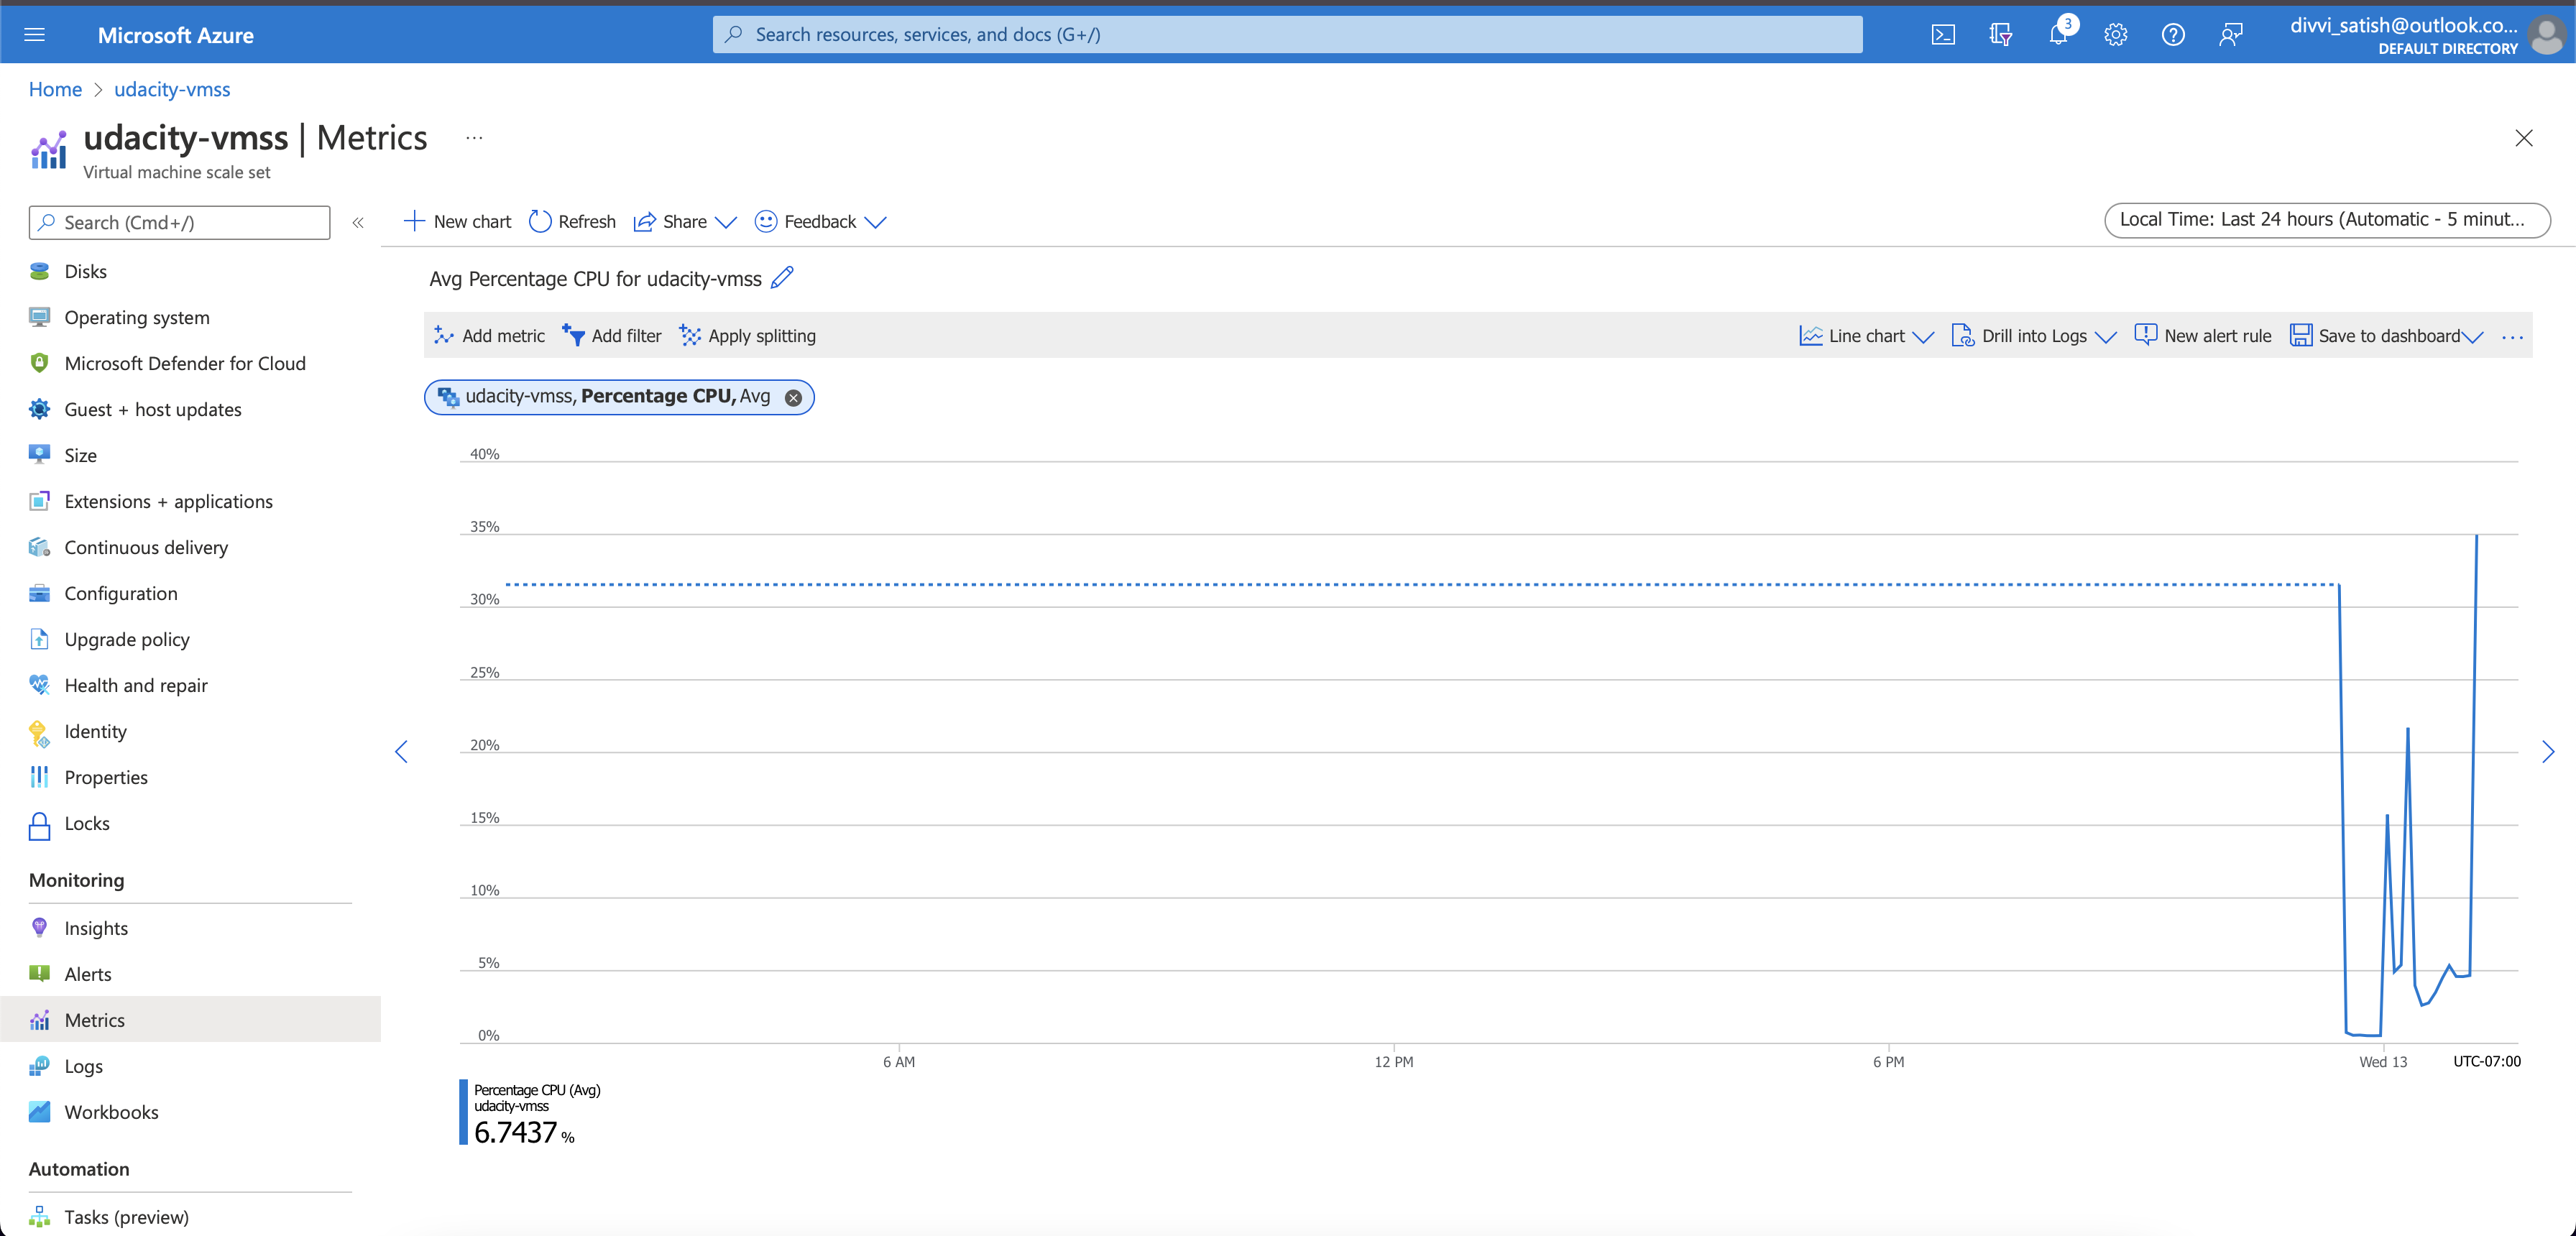 Microsoft Azure
Search resources, services, and docs (G+/)
3
divvi_satish@outlook.co...
DEFAULT DIRECTORY
Home > udacity-vmss
udacity-vmss | Metrics ...
Virtual machine scale set
Search (Cmd+/)
«
New chart Refresh Share Feedback
Local Time: Last 24 hours (Automatic - 5 minut...
Disks
Operating system
Microsoft Defender for Cloud
Guest + host updates
Size
Extensions + applications
Continuous delivery
Configuration
Upgrade policy
Health and repair
Identity
Properties
Locks
Monitoring
Insights
Alerts
Metrics
Logs
Workbooks
Automation
Tasks (preview)
Avg Percentage CPU for udacity-vmss
Add metric Add filter Apply splitting Line chart Drill into Logs New alert rule Save to dashboard ...
udacity-vmss, Percentage CPU, Avg
40%
35%
30%
25%
20%
15%
10%
5%
0%
6 AM 12 PM 6 PM Wed 13 UTC-07:00
Percentage CPU (Avg)
udacity-vmss
6.7437 %